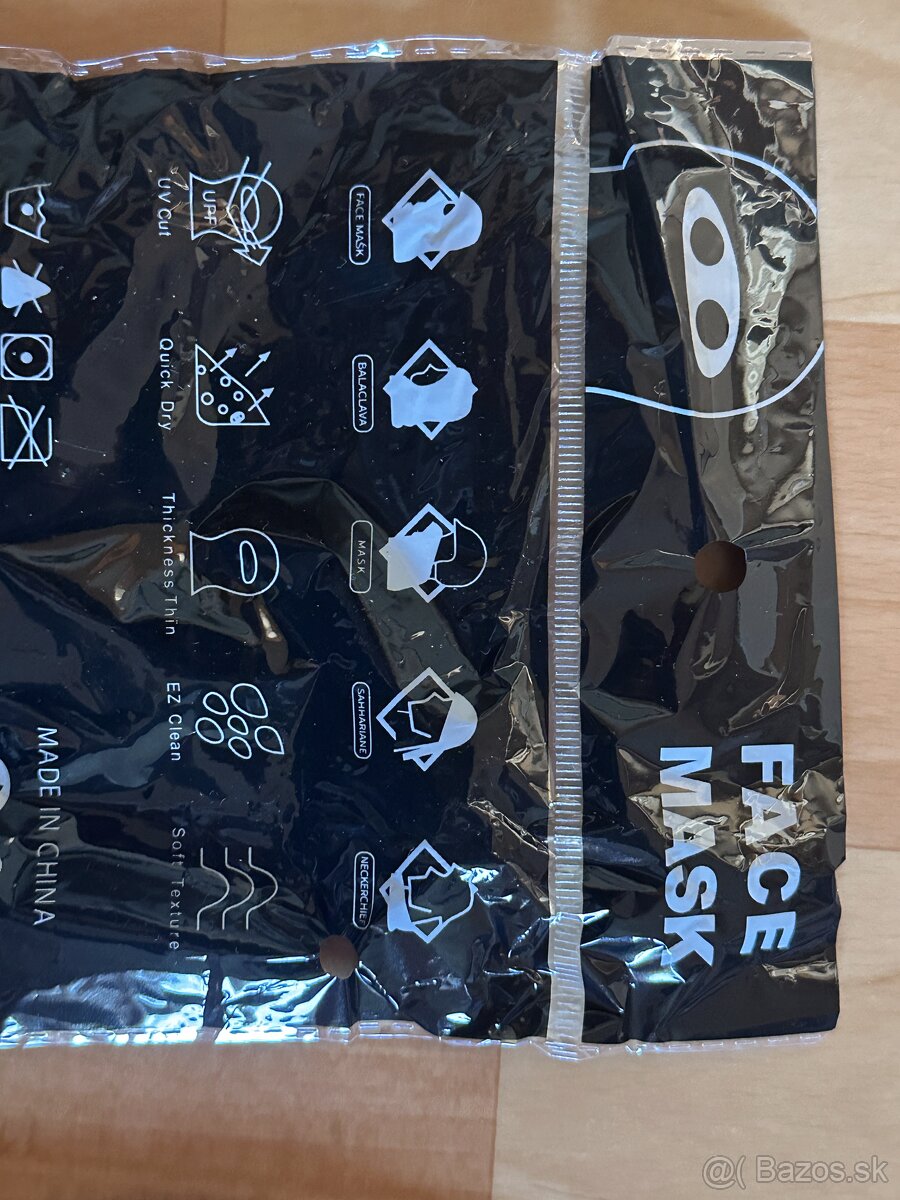 FACE
MASK
FACE MASK
BALACLAVA
MASK
SAHHARIANE
NECKERCHIEF
UPF
UV Cut
Quick Dry
Thickness Thin
EZ Clean
Soft Texture
MADE IN CHINA
@( Bazos.sk